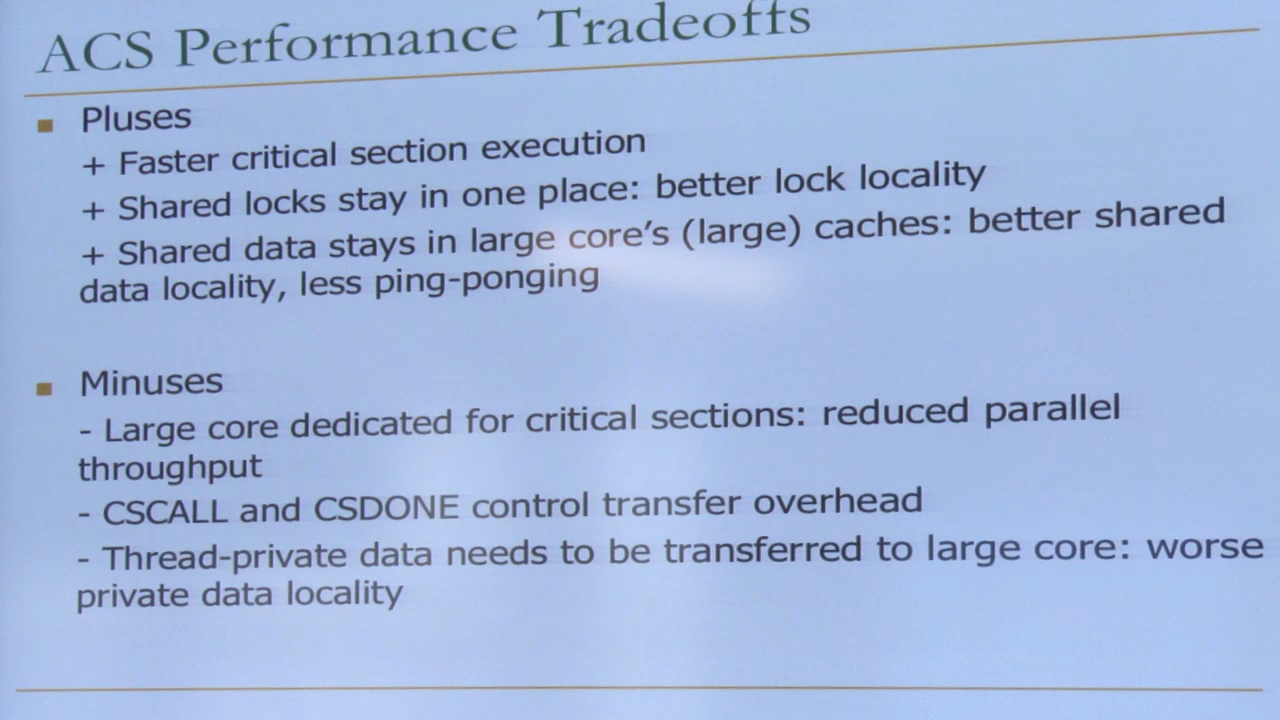 ACS Performance Tradeoffs
Pluses
+ Faster critical section execution
+ Shared locks stay in one place: better lock locality
+ Shared data stays in large core's (large) caches: better shared
data locality, less ping-ponging
Minuses
- Large core dedicated for critical sections: reduced parallel
throughput
- CSCALL and CSDONE control transfer overhead
- Thread-private data needs to be transferred to large core: worse
private data locality